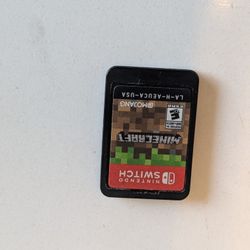 NINTENDO
SWITCH
MINECRAFT
MOJANG
LA-N-AEUCA-USA